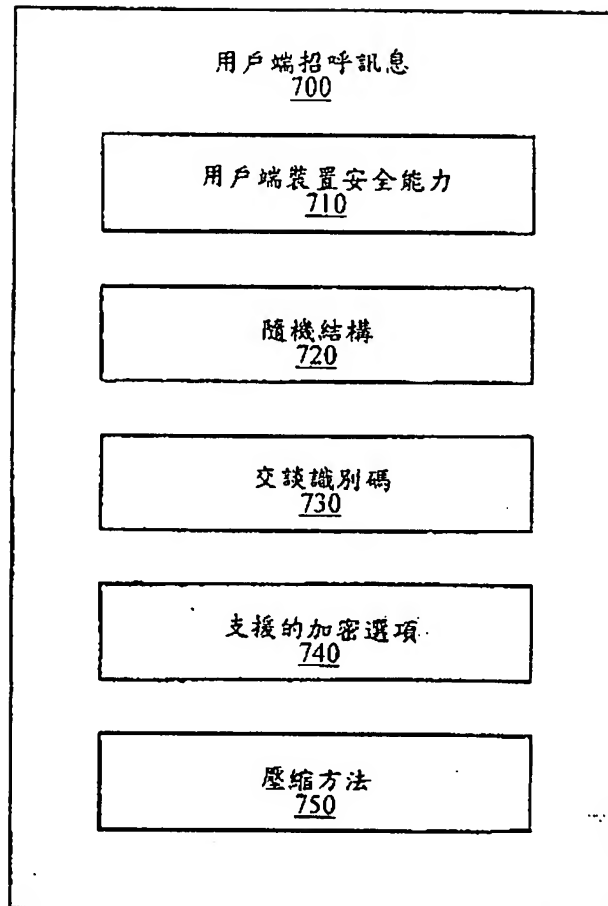 用戶端招呼訊息
700
用戶端裝置安全能力
710
隨機結構
720
交談識別碼
730
支援的加密選項
740
壓縮方法
750